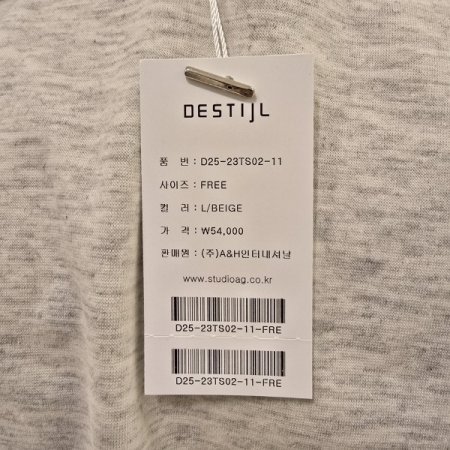 DESTIJL
품 번 : D25-23TS02-11
사이즈 : FREE
컬 러 : L/BEIGE
가 격 : ₩54,000
판매원 : (주)A&H인터내셔날
www.studioag.co.kr
D25-23TS02-11-FRE
D25-23TS02-11-FRE